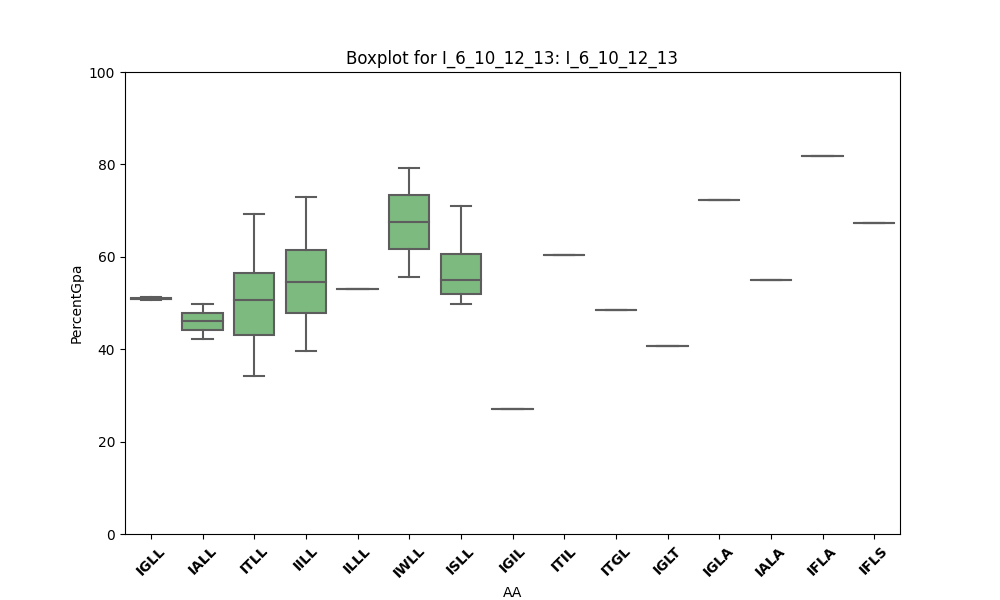 Boxplot for I_6_10_12_13: I_6_10_12_13
PercentGpa
100
80
60
40
20
0
IGLL IALL ITLL IILL ILLL IWLL ISLL IGIL ITIL ITGL IGLT IGLA IALA IFLA IFLS
AA